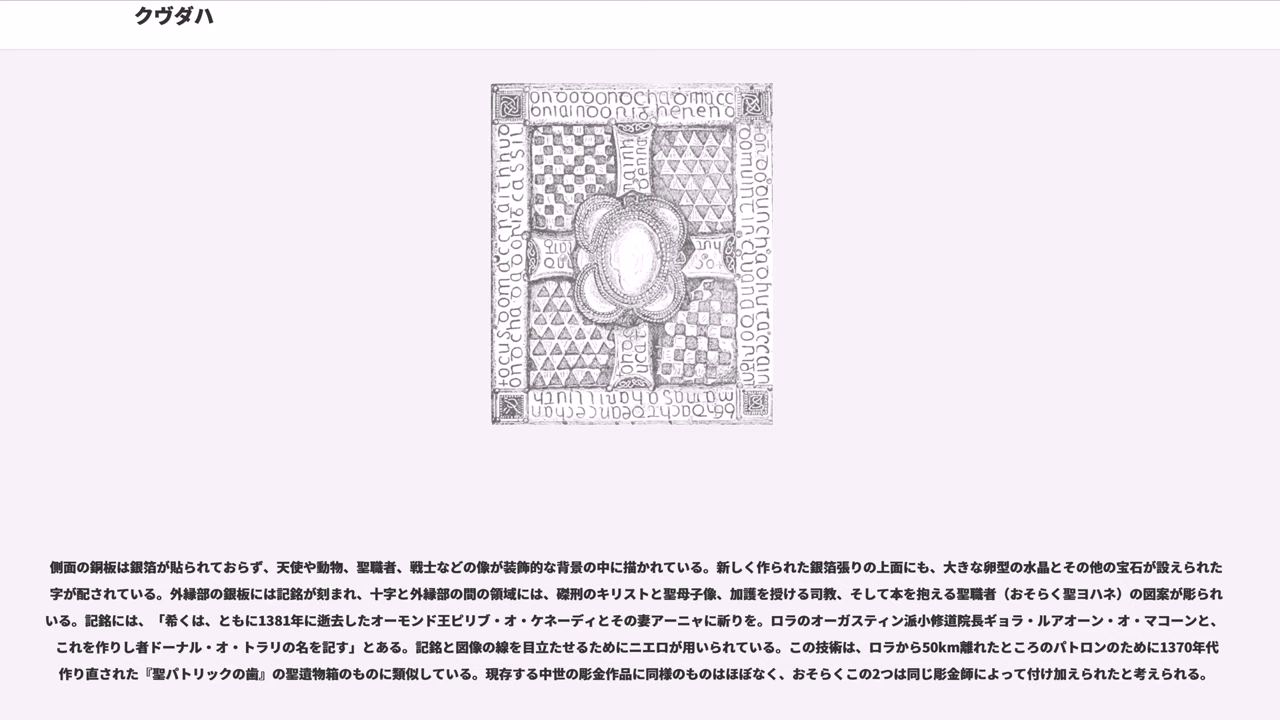 クヴダハ
側面の銅板は銀箔が貼られておらず、天使や動物、聖職者、戦士などの像が装飾的な背景の中に描かれている。新しく作られた銀箔張りの上面にも、大きな卵型の水晶とその他の宝石が設えられた
字が配されている。外縁部の銀板には記銘が刻まれ、十字と外縁部の間の領域には、磔刑のキリストと聖母子像、加護を授ける司教、そして本を抱える聖職者（おそらく聖ヨハネ）の図案が彫られ
いる。記銘には、「希くは、ともに1381年に逝去したオーモンド王ピリブ・オ・ケネーディとその妻アーニャに祈りを。ロラのオーガスティン派小修道院長ギョラ・ルアオーン・オ・マコーンと、
これを作りし者ドーナル・オ・トラリの名を記す」とある。記銘と図像の線を目立たせるためにニエロが用いられている。この技術は、ロラから50km離れたところのパトロンのために1370年代
作り直された『聖パトリックの歯』の聖遺物箱のものに類似している。現存する中世の彫金作品に同様のものはほぼなく、おそらくこの2つは同じ彫金師によって付け加えられたと考えられる。